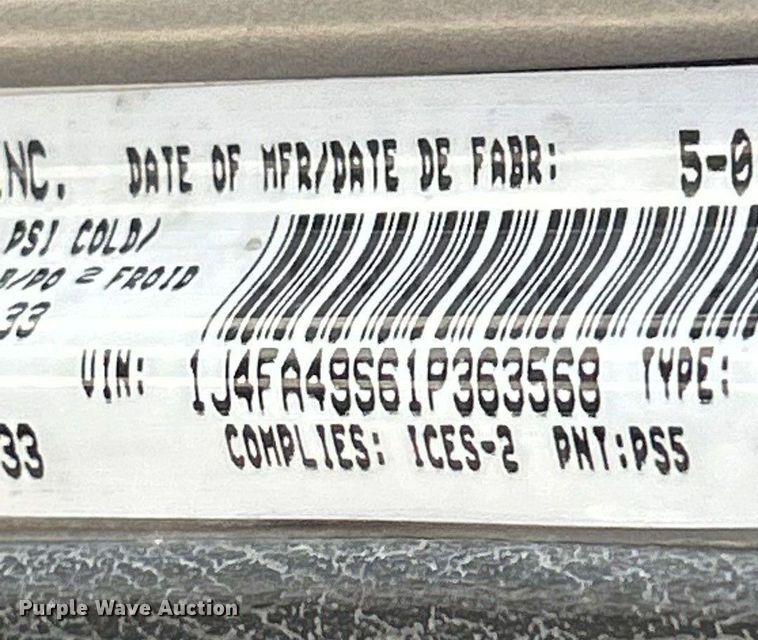 NC. DATE OF MFR/DATE DE FABR: 5-0
PSI COLD/
2 FROID
33
VIN: 1J4FA49S61P363568 TYPE:
33 COMPLIES: ICES-2 PNT:PS5
Purple Wave Auction